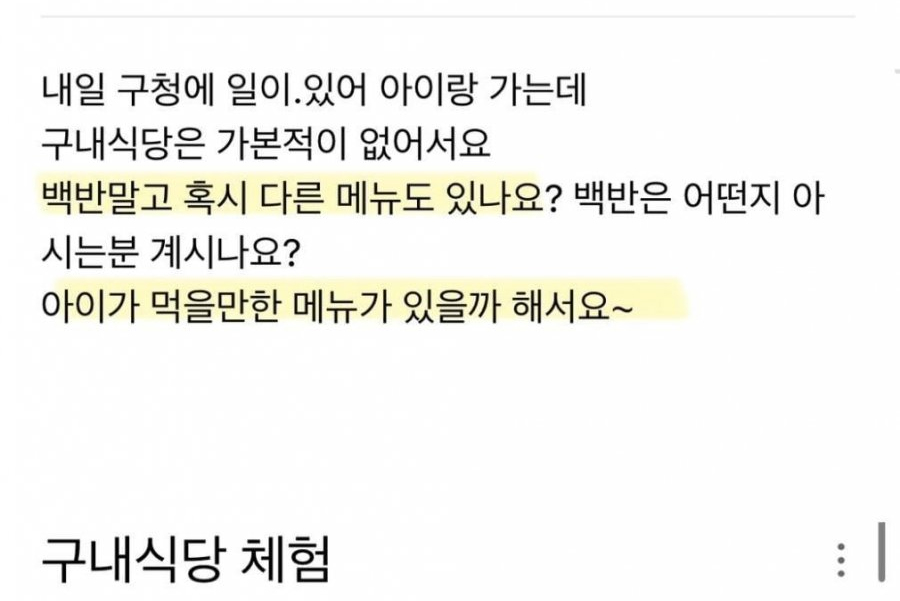 내일 구청에 일이.있어 아이랑 가는데
구내식당은 가본적이 없어서요
백반말고 혹시 다른 메뉴도 있나요? 백반은 어떤지 아
시는분 계시나요?
아이가 먹을만한 메뉴가 있을까 해서요~
구내식당 체험